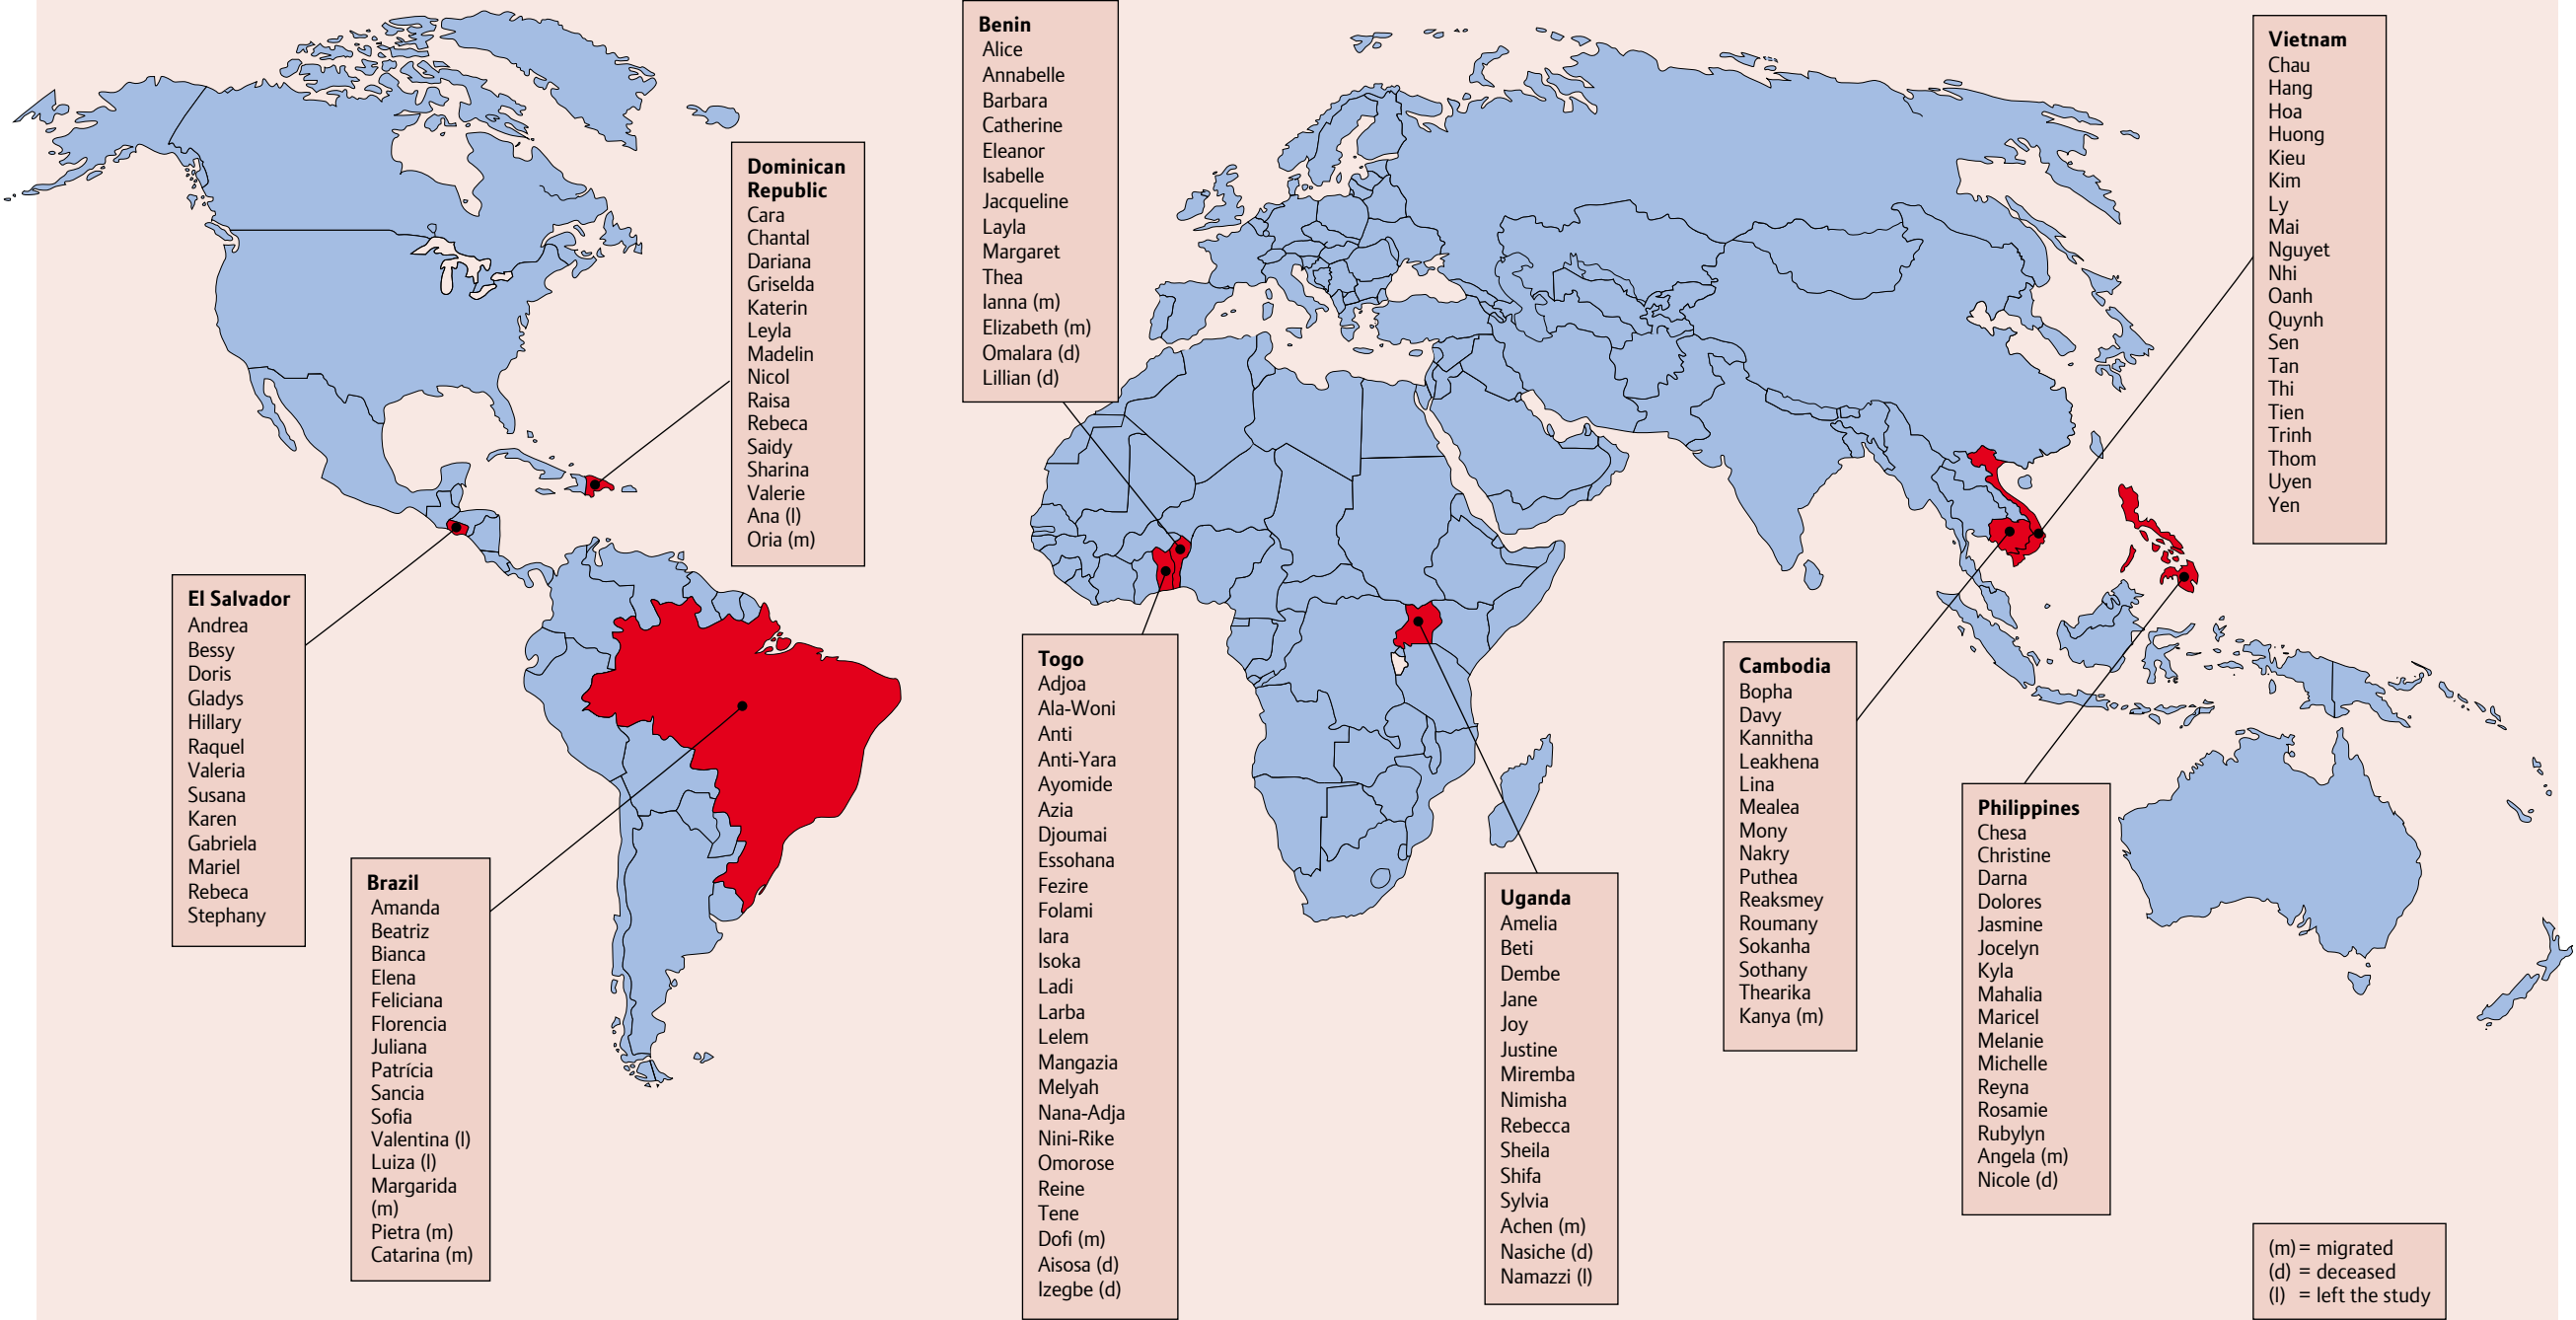 Benin
Alice
Annabelle
Barbara
Catherine
Eleanor
Isabelle
Jacqueline
Layla
Margaret
Thea
Ianna (m)
Elizabeth (m)
Omalara (d)
Lillian (d)
Vietnam
Chau
Hang
Hoa
Huong
Kieu
Kim
Ly
Mai
Nguyet
Nhi
Oanh
Quynh
Sen
Tan
Thi
Tien
Trinh
Thom
Uyen
Yen
Dominican
Republic
Cara
Chantal
Dariana
Griselda
Katerin
Leyla
Madelin
Nicol
Raisa
Rebeca
Saidy
Sharina
Valerie
Ana (l)
Oria (m)
El Salvador
Andrea
Bessy
Doris
Gladys
Hillary
Raquel
Valeria
Susana
Karen
Gabriela
Mariel
Rebeca
Stephany
Brazil
Amanda
Beatriz
Bianca
Elena
Feliciana
Florencia
Juliana
Patrícia
Sancia
Sofia
Valentina (l)
Luiza (l)
Margarida
(m)
Pietra (m)
Catarina (m)
Togo
Adjoa
Ala-Woni
Anti
Anti-Yara
Ayomide
Azia
Djoumai
Essohana
Fezire
Folami
Iara
Isoka
Ladi
Larba
Lelem
Mangazia
Melyah
Nana-Adja
Nini-Rike
Omorose
Reine
Tene
Dofi (m)
Aisosa (d)
Izegbe (d)
Uganda
Amelia
Beti
Dembe
Jane
Joy
Justine
Miremba
Nimisha
Rebecca
Sheila
Shifa
Sylvia
Achen (m)
Nasiche (d)
Namazzi (l)
Cambodia
Bopha
Davy
Kannitha
Leakhena
Lina
Mealea
Mony
Nakry
Puthea
Reaksmey
Roumany
Sokanha
Sothany
Thearika
Kanya (m)
Philippines
Chesa
Christine
Darna
Dolores
Jasmine
Jocelyn
Kyla
Mahalia
Maricel
Melanie
Michelle
Reyna
Rosamie
Rubylyn
Angela (m)
Nicole (d)
(m) = migrated
(d) = deceased
(l) = left the study